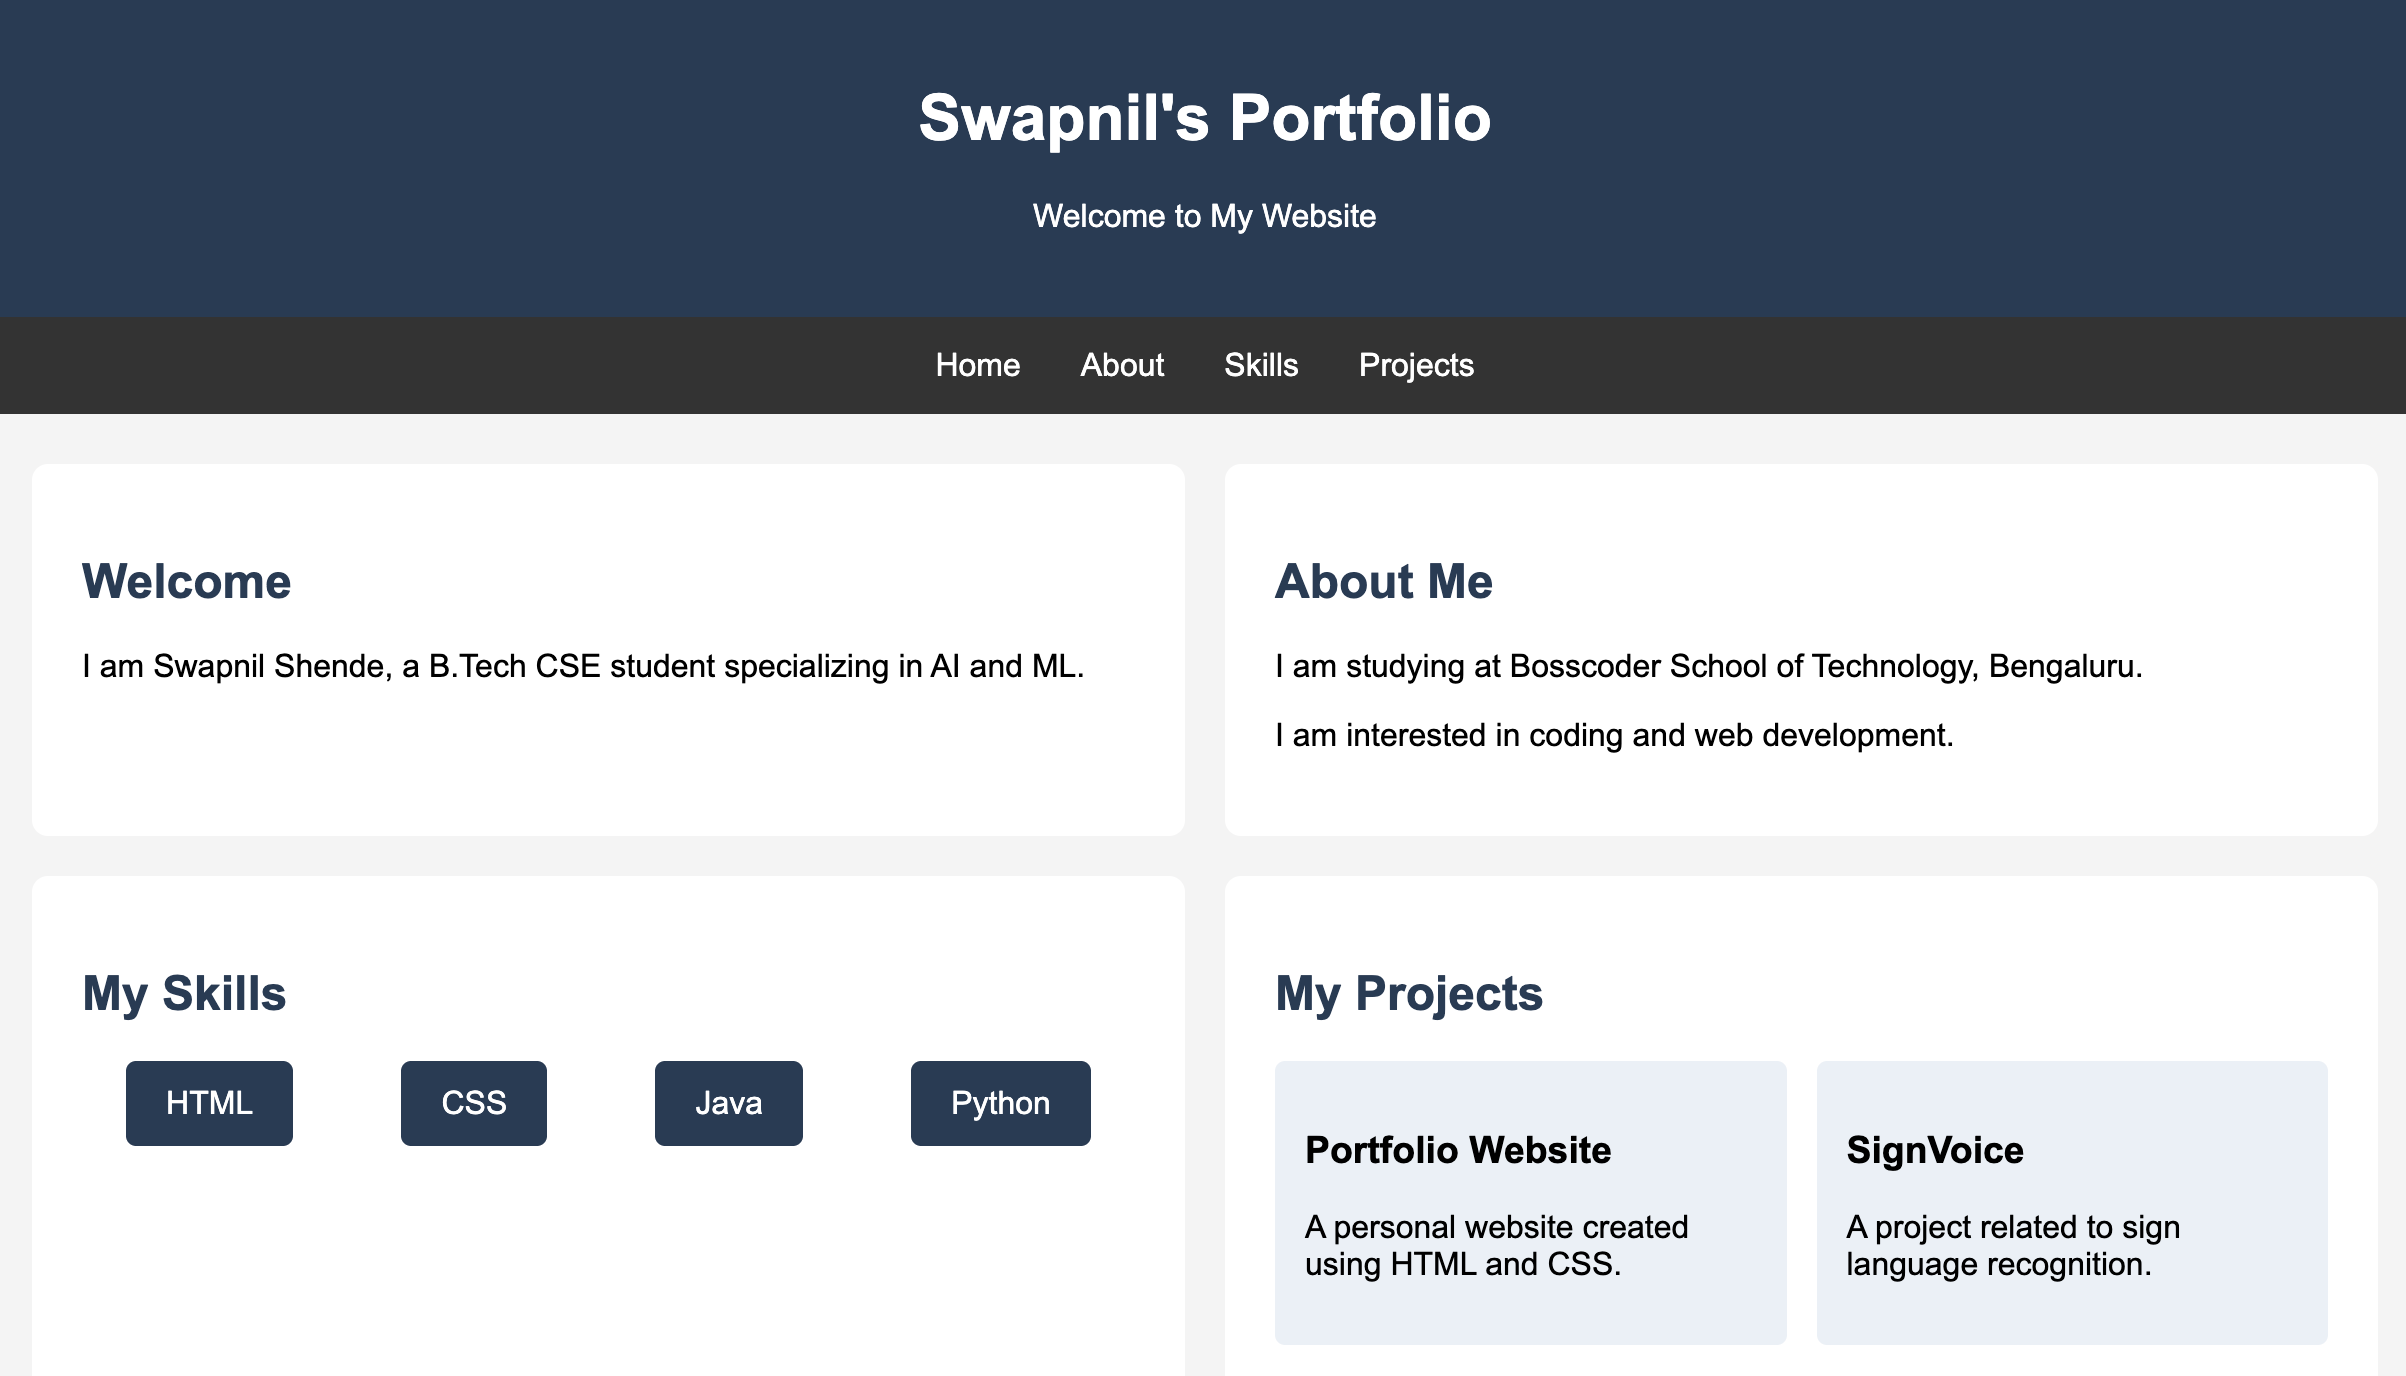 Swapnil's Portfolio
Welcome to My Website
Home About Skills Projects
Welcome
I am Swapnil Shende, a B.Tech CSE student specializing in AI and ML.
About Me
I am studying at Bosscoder School of Technology, Bengaluru.
I am interested in coding and web development.
My Skills
HTML CSS Java Python
My Projects
Portfolio Website
A personal website created
using HTML and CSS.
SignVoice
A project related to sign
language recognition.